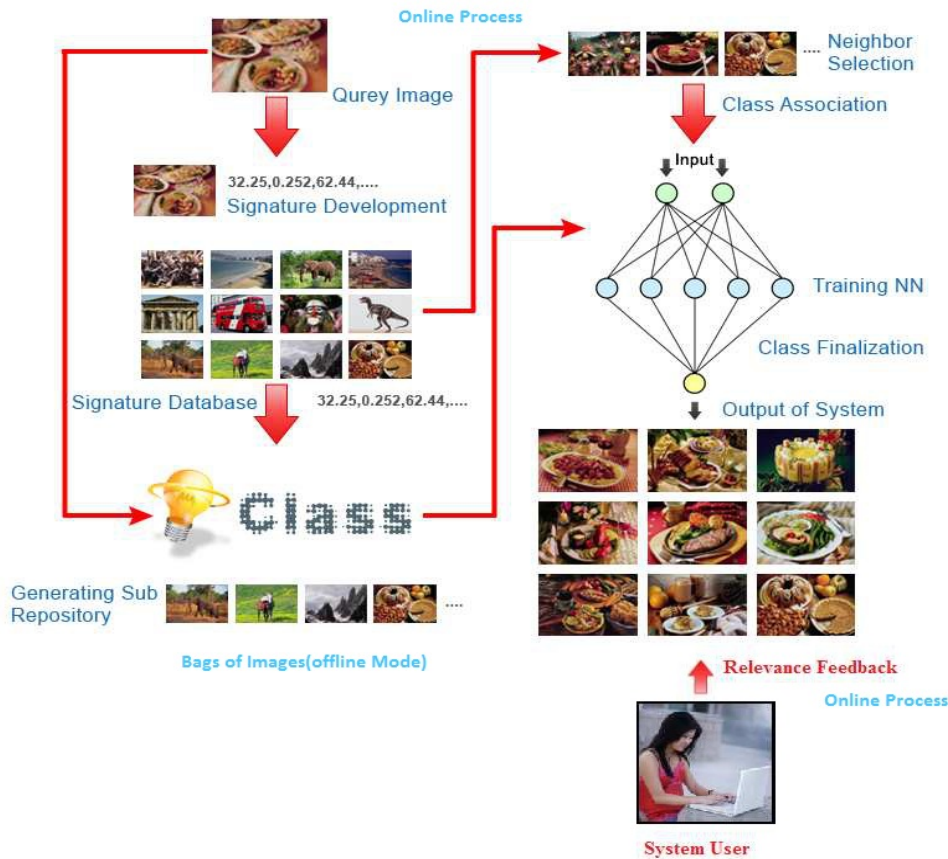 Online Process
Qurey Image
32.25,0.252,62.44,....
Signature Development
Signature Database
32.25,0.252,62.44,....
Class
Generating Sub
Repository
....
Bags of Images(offline Mode)
.... Neighbor
Selection
Class Association
Input
Training NN
Class Finalization
Output of System
Relevance Feedback
Online Process
System User